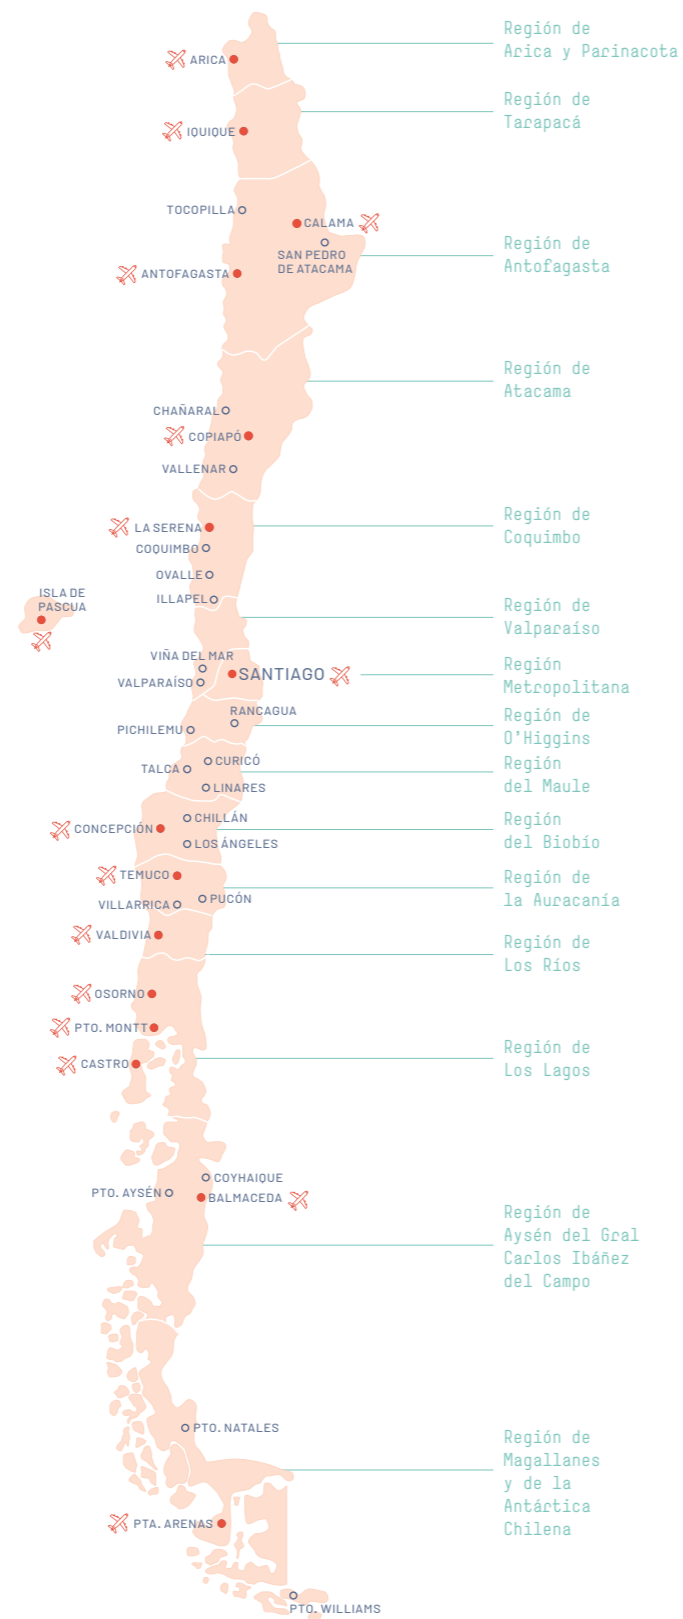 Región de
Arica y Parinacota
ARICA
Región de
Tarapacá
IQUIQUE
TOCOPILLA
CALAMA
SAN PEDRO
DE ATACAMA
Región de
Antofagasta
ANTOFAGASTA
Región de
Atacama
CHAÑARAL
COPIAPÓ
VALLENAR
Región de
Coquimbo
LA SERENA
COQUIMBO
OVALLE
ILLAPEL
ISLA DE
PASCUA
Región de
Valparaíso
VIÑA DEL MAR
VALPARAÍSO
SANTIAGO
Región
Metropolitana
RANCAGUA
PICHILEMU
Región de
O'Higgins
CURICÓ
TALCA
LINARES
Región
del Maule
CHILLÁN
CONCEPCIÓN
LOS ÁNGELES
Región
del Biobío
TEMUCO
VILLARRICA
PUCÓN
Región de
la Auracanía
VALDIVIA
Región de
Los Ríos
OSORNO
PTO. MONTT
CASTRO
Región de
Los Lagos
COYHAIQUE
PTO. AYSÉN
BALMACEDA
Región de
Aysén del Gral
Carlos Ibáñez
del Campo
PTO. NATALES
Región de
Magallanes
y de la
Antártica
Chilena
PTA. ARENAS
PTO. WILLIAMS